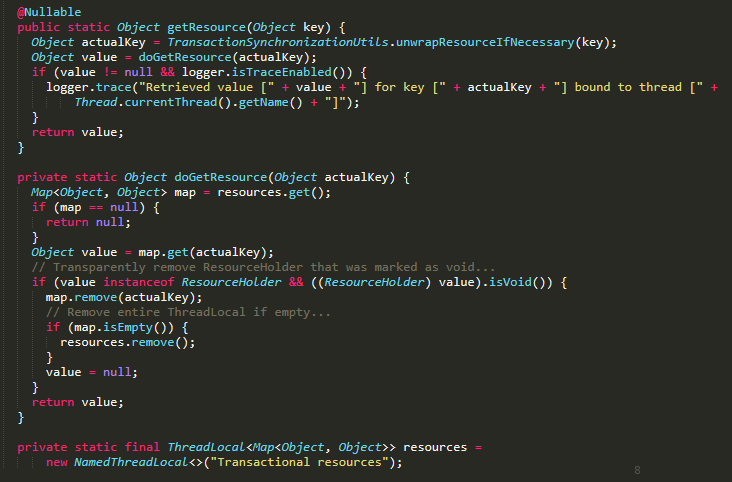 @Nullable
public static Object getResource(Object key) {
Object actualKey = TransactionSynchronizationUtils.unwrapResourceIfNecessary(key);
Object value = doGetResource(actualKey);
if (value != null && logger.isTraceEnabled()) {
logger.trace("Retrieved value [" + value + "] for key [" + actualKey + "] bound to thread [" +
Thread.currentThread().getName() + "]");
}
return value;
}
private static Object doGetResource(Object actualKey) {
Map<Object, Object> map = resources.get();
if (map == null) {
return null;
}
Object value = map.get(actualKey);
// Transparently remove ResourceHolder that was marked as void...
if (value instanceof ResourceHolder && ((ResourceHolder) value).isVoid()) {
map.remove(actualKey);
// Remove entire ThreadLocal if empty...
if (map.isEmpty()) {
resources.remove();
}
value = null;
}
return value;
}
private static final ThreadLocal<Map<Object, Object>> resources =
new NamedThreadLocal<>("Transactional resources");
8